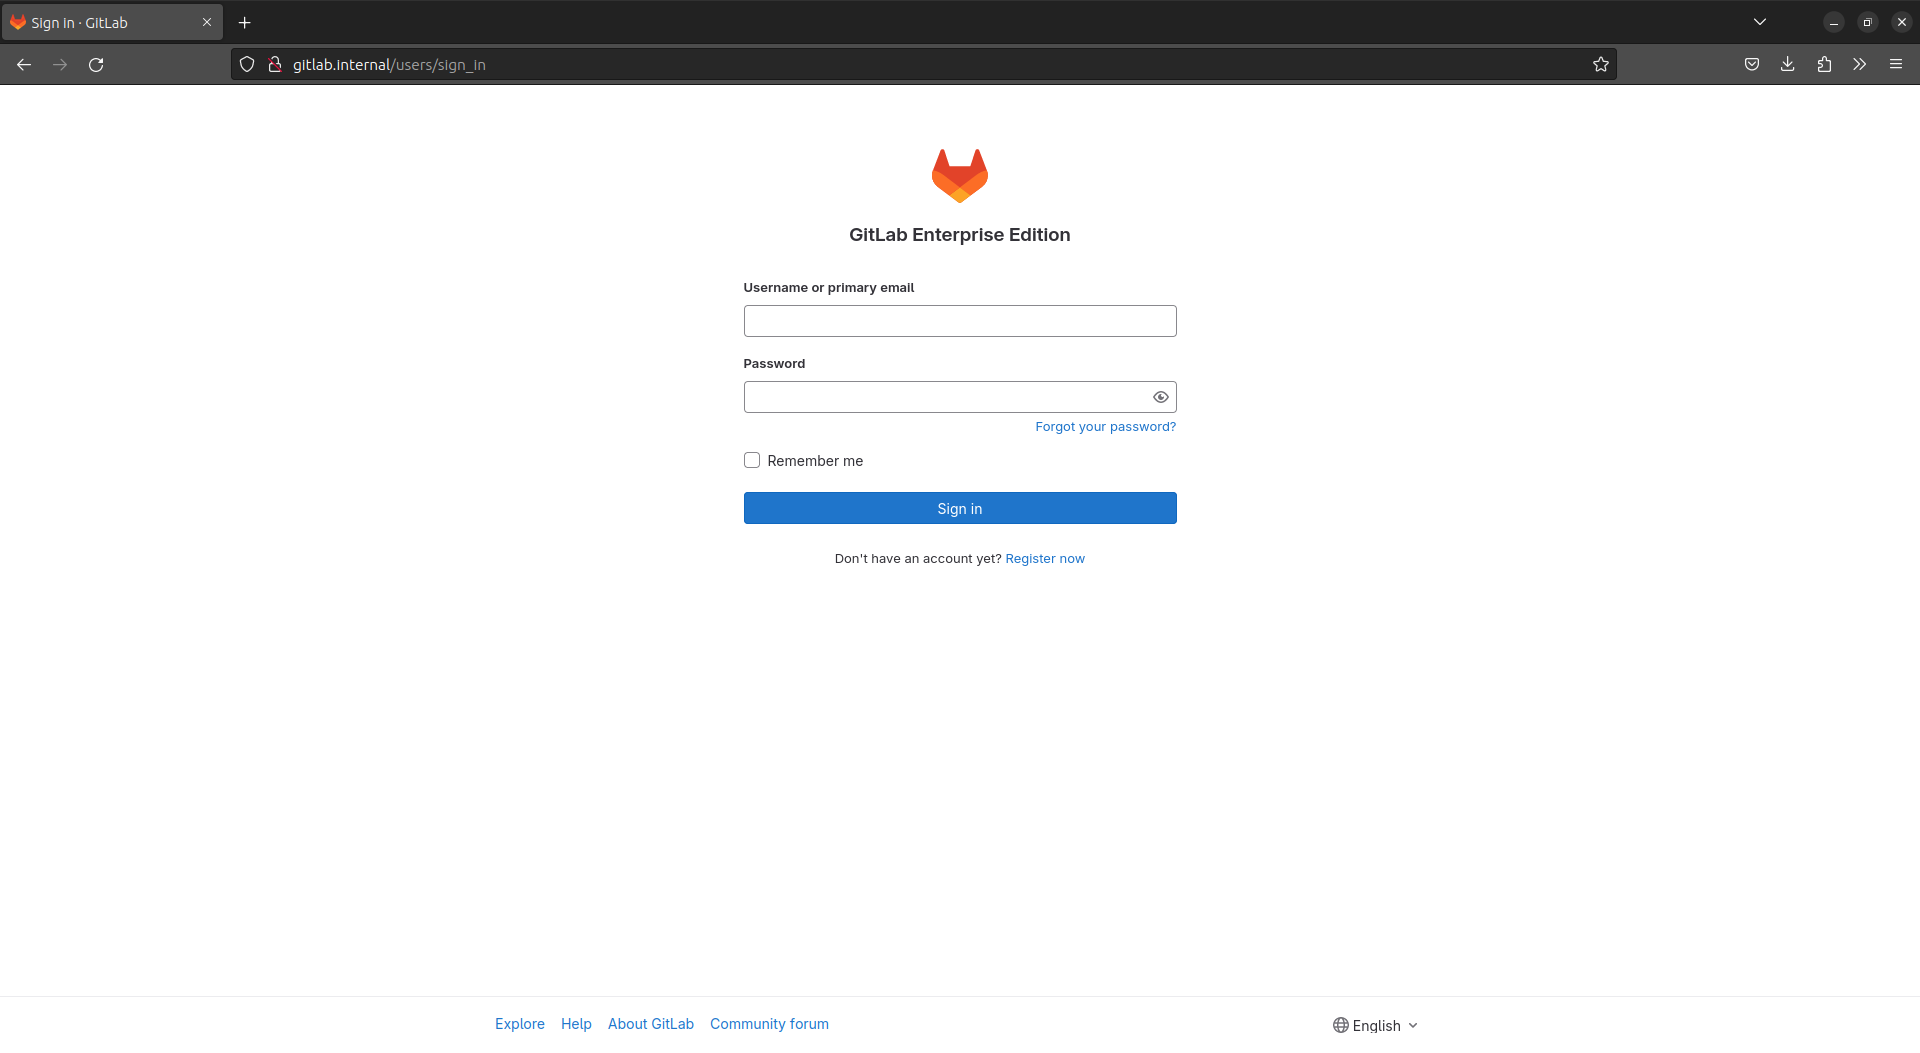 Sign in · GitLab
gitlab.internal/users/sign_in
GitLab Enterprise Edition
Username or primary email
Password
Forgot your password?
Remember me
Sign in
Don't have an account yet? Register now
Explore Help About GitLab Community forum English